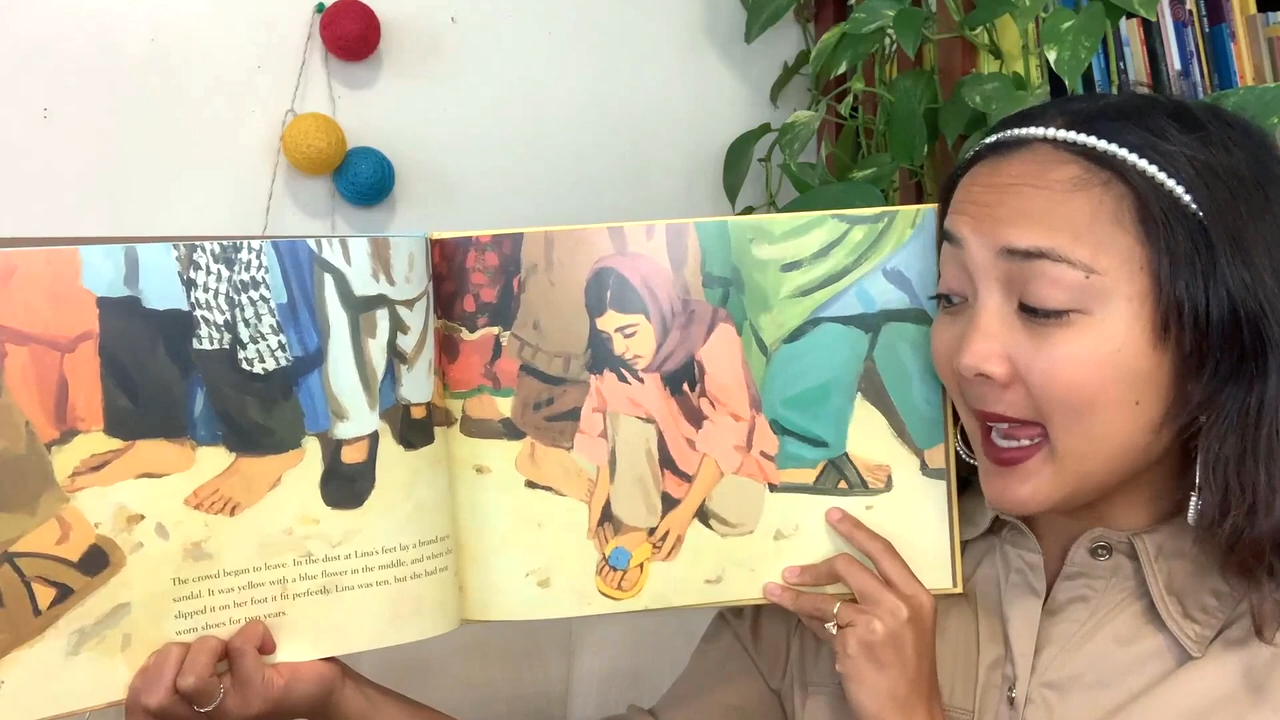 The crowd began to leave. In the dust at Lina's feet lay a brand new
sandal. It was yellow with a blue flower in the middle, and when she
slipped it on her foot it fit perfectly. Lina was ten, but she had not
worn shoes for two years.